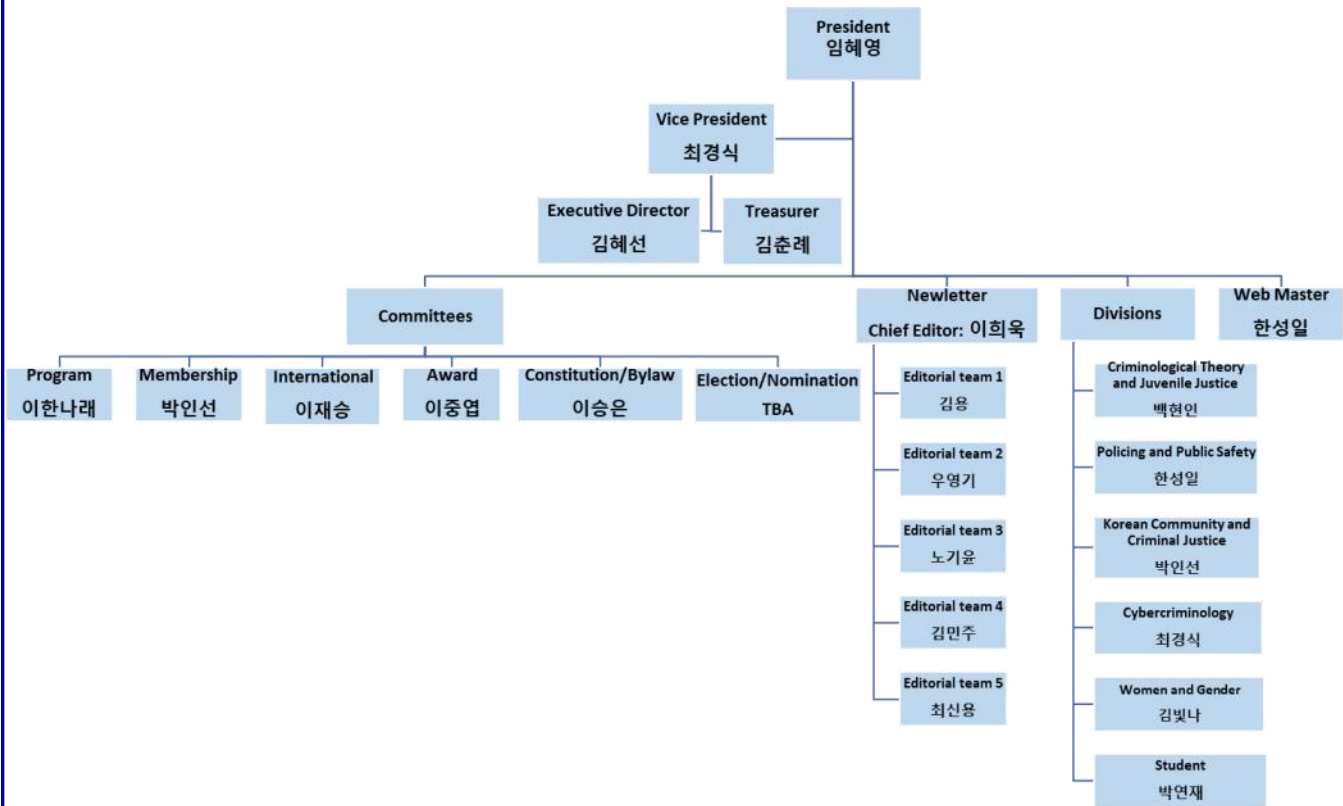 President
임혜영
Vice President
최경식
Executive Director
김혜선
Treasurer
김춘례
Committees
Newletter
Chief Editor: 이희욱
Divisions
Web Master
한성일
Program
이한나래
Membership
박인선
International
이재승
Award
이중엽
Constitution/Bylaw
이승은
Election/Nomination
TBA
Editorial team 1
김용
Editorial team 2
우영기
Editorial team 3
노기윤
Editorial team 4
김민주
Editorial team 5
최신용
Criminological Theory
and Juvenile Justice
백현인
Policing and Public Safety
한성일
Korean Community and
Criminal Justice
박인선
Cybercriminology
최경식
Women and Gender
김빛나
Student
박연재